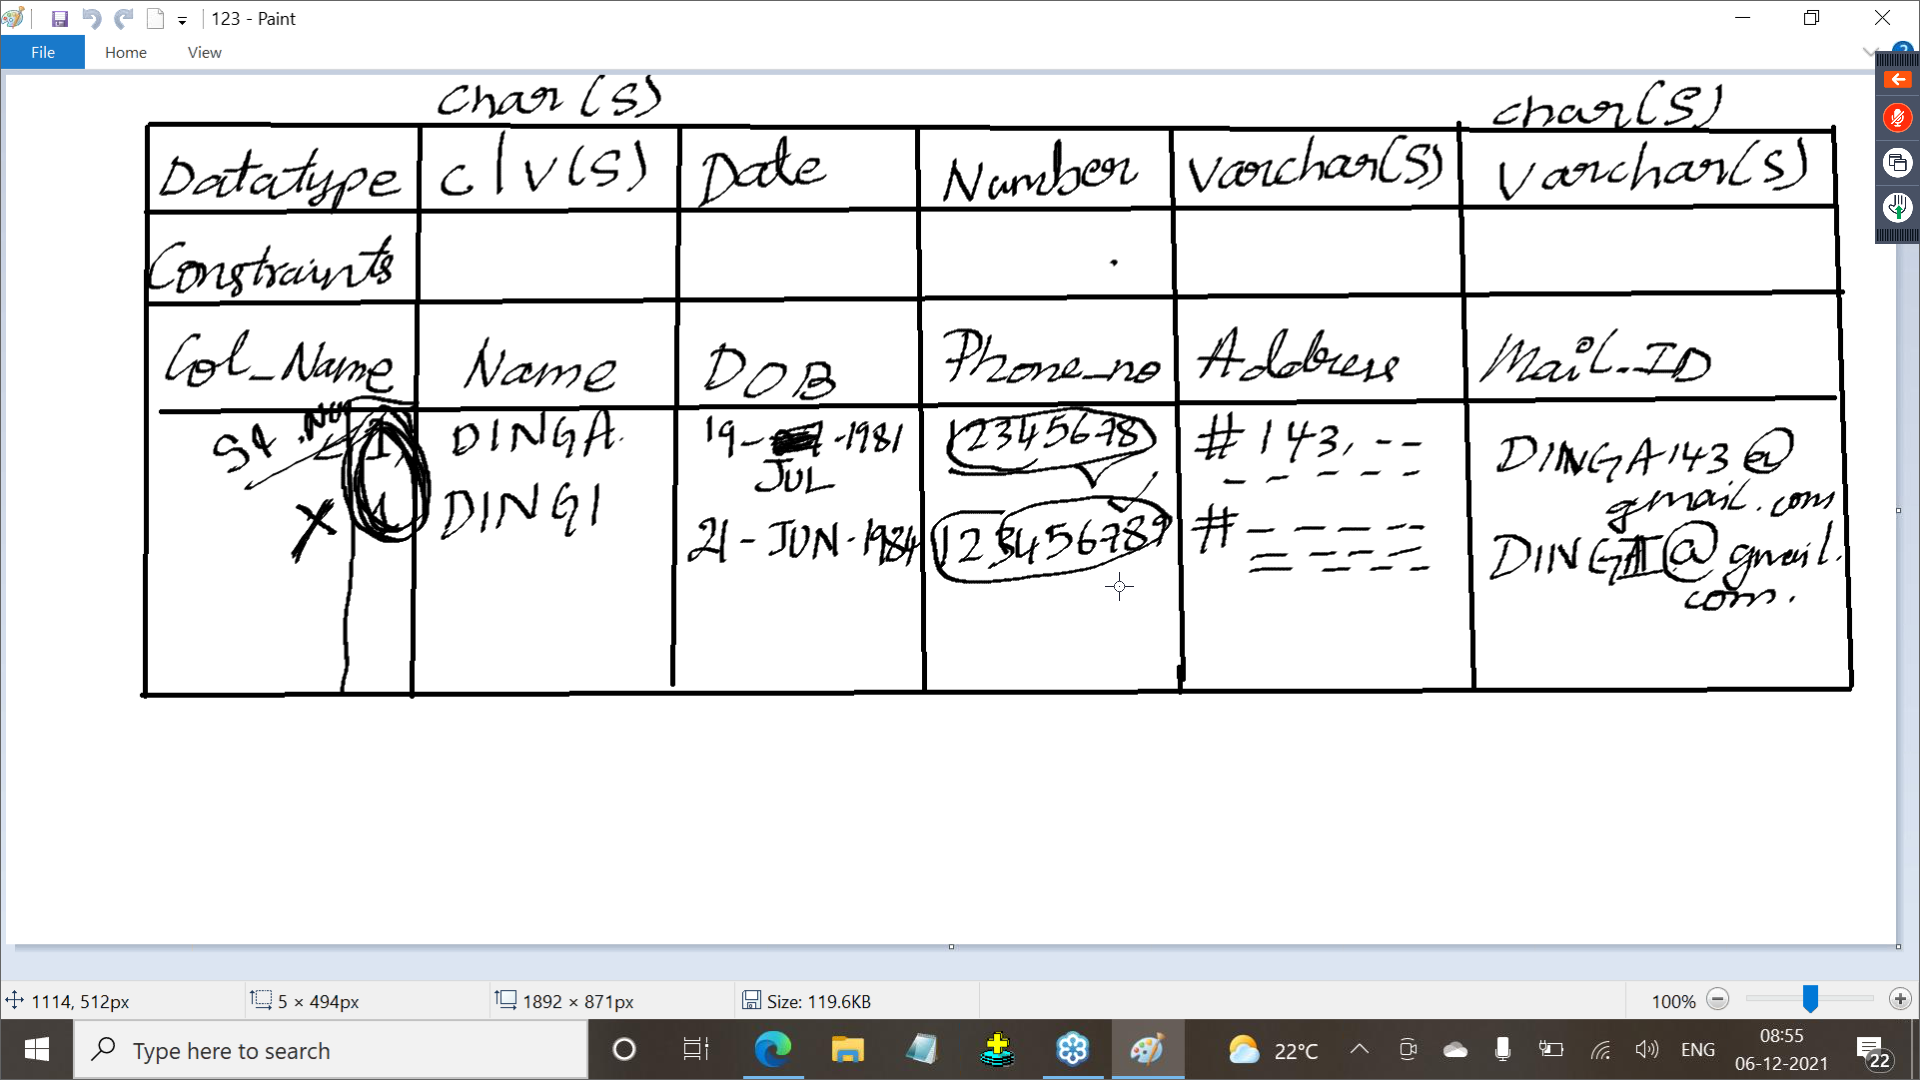 123 - Paint
File Home View
char(S) char(S)
Datatype c/v(S) Date Number Varchar(S) Varchar(S)
Constraints
Col_Name Name DOB Phone_no Address Mail_ID
Sl.No 1 DINGA. 19- -1981 12345678 #143,-- DINGA143@
JUL gmail.com
X 1 DINGI 21-JUN-1984 123456789 #---- DINGI@gmail.
com.
1114, 512px 5 × 494px 1892 × 871px Size: 119.6KB 100%
Type here to search 22°C ENG 08:55
06-12-2021 22